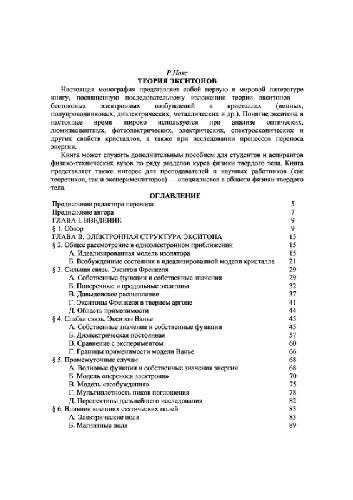 Р.Нокс
ТЕОРИЯ ЭКСИТОНОВ
Настоящая монография представляет собой первую в мировой литературе
книгу, посвященную последовательному изложению теории экситонов —
бестоковых электронных возбуждений в кристаллах (ионных,
полупроводниковых, диэлектрических, металлических и др.). Понятие экситона в
настоящее время широко используется при анализе оптических,
люминесцентных, фотоэлектрических, электрических, спектроскопических и
других свойств кристаллов, а также при исследовании процессов переноса
энергии.
Книга может служить дополнительным пособием для студентов и аспирантов
физико-технических вузов по ряду разделов курса физики твердого тела. Книга
представляет также интерес для преподавателей и научных работников (как
теоретиков, так и экспериментаторов) — специалистов в области физики твердого
тела.
ОГЛАВЛЕНИЕ
Предисловие редактора перевода 5
Предисловие автора 7
ГЛАВА I. ВВЕДЕНИЕ 9
§ 1. Обзор 9
ГЛАВА II. ЭЛЕКТРОННАЯ СТРУКТУРА ЭКСИТОНА 15
§ 2. Общее рассмотрение в одноэлектронном приближении 15
А. Идеализированная модель изолятора 15
Б. Возбужденные состояния в идеализированной модели кристалла 21
§ 3. Сильная связь. Экситон Френкеля 29
А. Собственные функции и собственные значения 29
Б. Поперечные и продольные экситоны 32
В. Давыдовское расщепление 37
Г. Экситоны Френкеля в твердом аргоне 41
Д. Область применимости 44
§ 4. Слабая связь. Экситон Ванье 45
А. Собственные значения и собственные функции 45
Б. Диэлектрическая постоянная 57
В. Сравнение с экспериментом 60
Г. Границы применимости модели Ванье 66
§ 5. Промежуточные случаи 68
А. Волновые функции и собственные значения энергии 68
Б. Модель «переноса электрона» 70
В. Модель «возбуждения» 75
Г. Мультиплетность пиков поглощения 78
Д. Перспективы дальнейшего исследования 82
§ 6. Влияние внешних статических полей 83
А. Электрические поля 83
Б. Магнитные поля 89